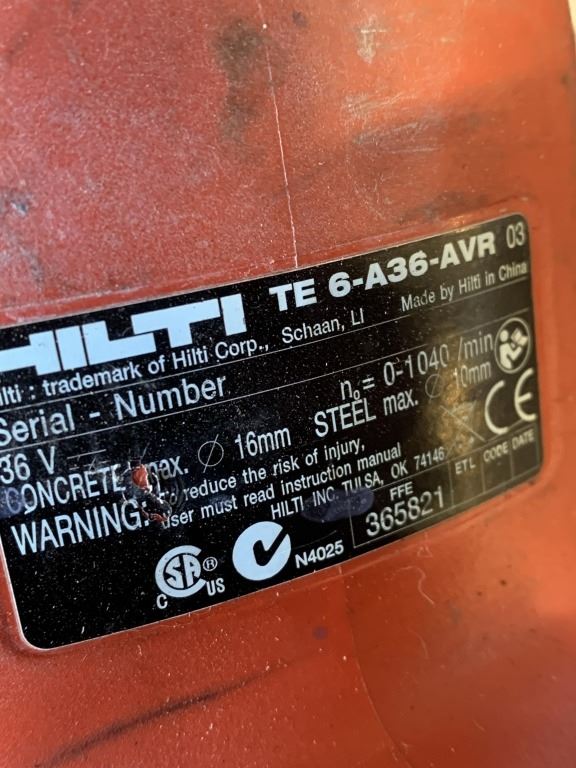 HILTI TE 6-A36-AVR 03
Hilti : trademark of Hilti Corp., Schaan, LI Made by Hilti in China
Serial - Number
36 V n₀= 0-1040 /min
CONCRETE max. ∅ 16mm STEEL max. ∅ 10mm
WARNING: reduce the risk of injury,
user must read instruction manual
HILTI INC. TULSA, OK 74146
CE
FFE ETL CODE DATE
365821
C CSA® US
N4025